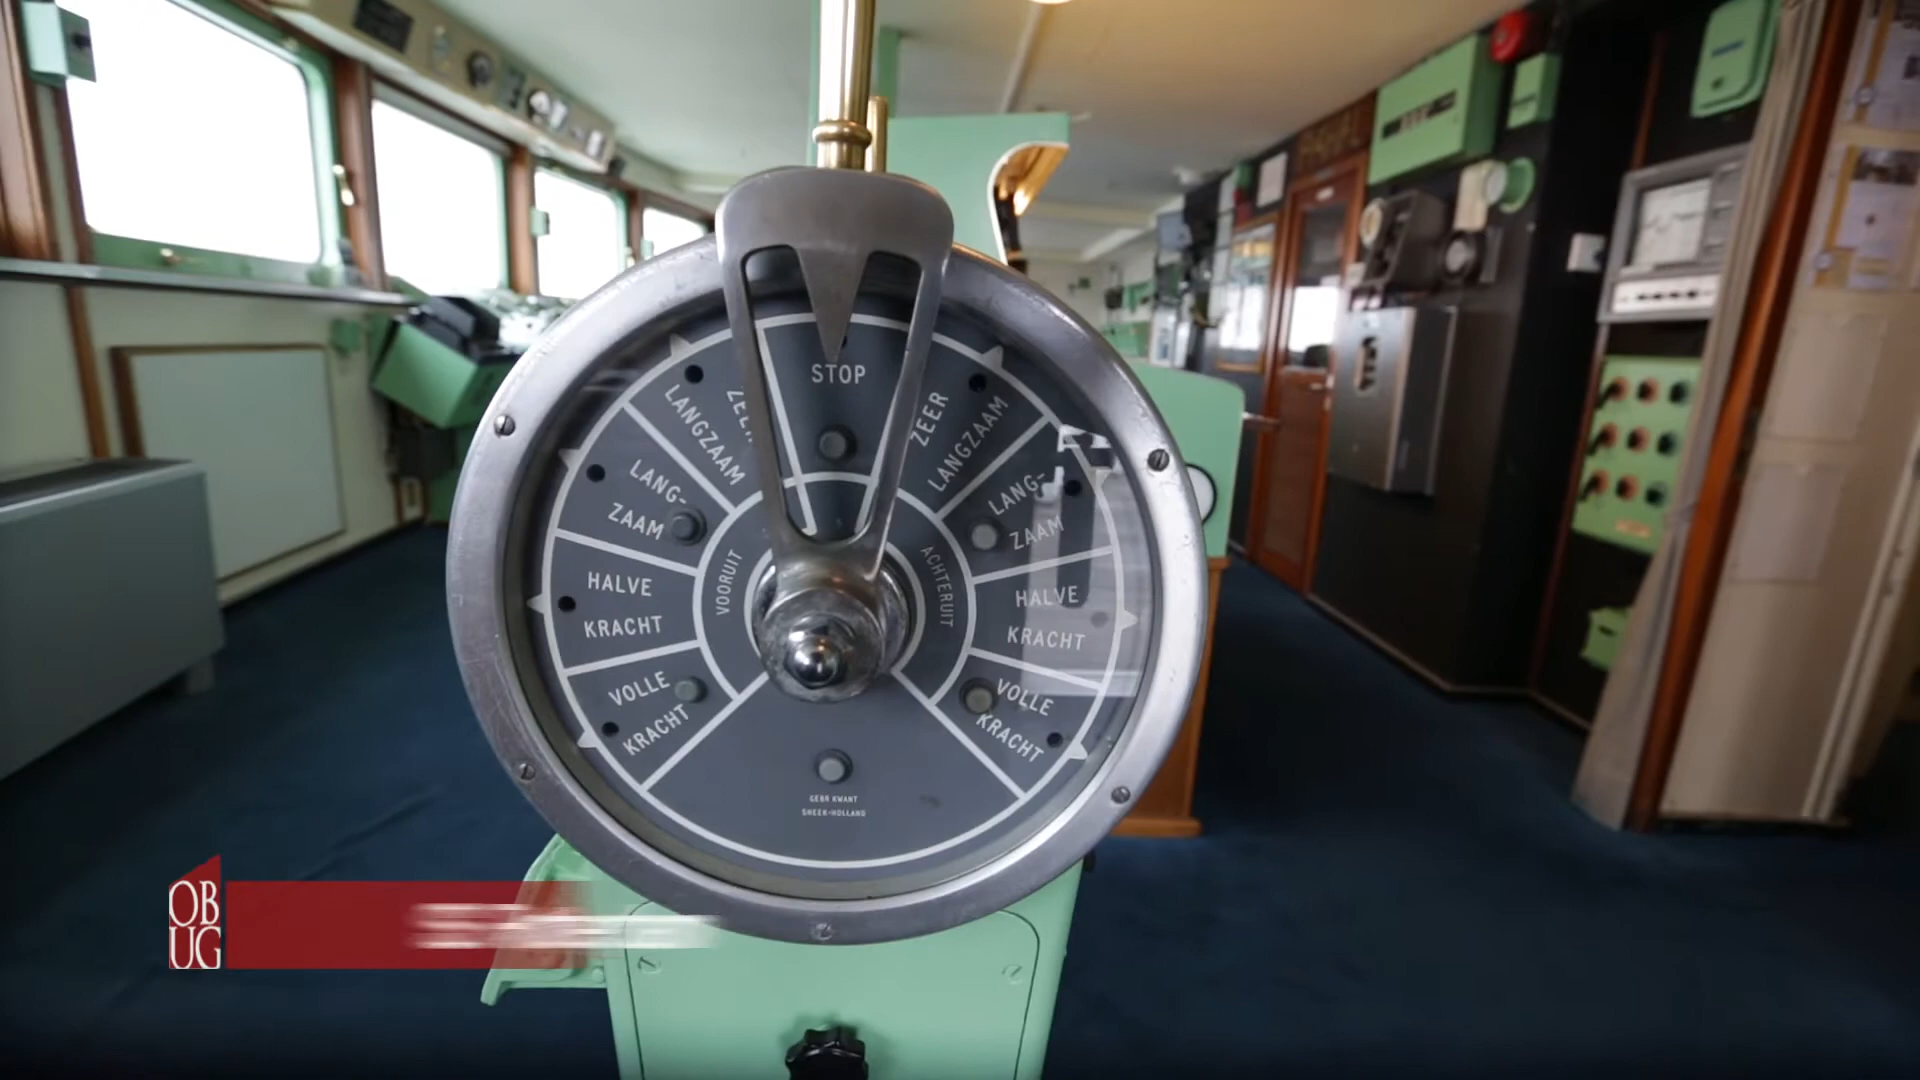 STOP
ZEER
LANGZAAM
ZEER
LANGZAAM
LANG-
ZAAM
LANG-
ZAAM
VOORUIT
ACHTERUIT
HALVE
KRACHT
HALVE
KRACHT
VOLLE
KRACHT
VOLLE
KRACHT
GEBR KWANT
SNEEK-HOLLAND
OB
UG